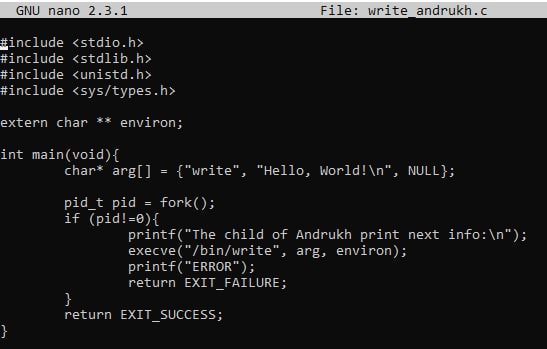 GNU nano 2.3.1 File: write_andrukh.c
#include <stdio.h>
#include <stdlib.h>
#include <unistd.h>
#include <sys/types.h>
extern char ** environ;
int main(void){
char* arg[] = {"write", "Hello, World!\n", NULL};
pid_t pid = fork();
if (pid!=0){
printf("The child of Andrukh print next info:\n");
execve("/bin/write", arg, environ);
printf("ERROR");
return EXIT_FAILURE;
}
return EXIT_SUCCESS;
}